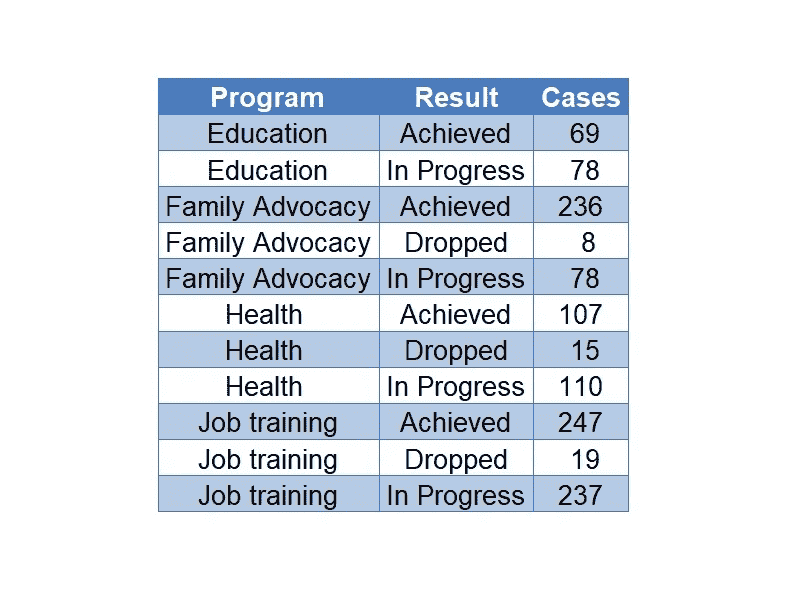 Program Result Cases
Education Achieved 69
Education In Progress 78
Family Advocacy Achieved 236
Family Advocacy Dropped 8
Family Advocacy In Progress 78
Health Achieved 107
Health Dropped 15
Health In Progress 110
Job training Achieved 247
Job training Dropped 19
Job training In Progress 237